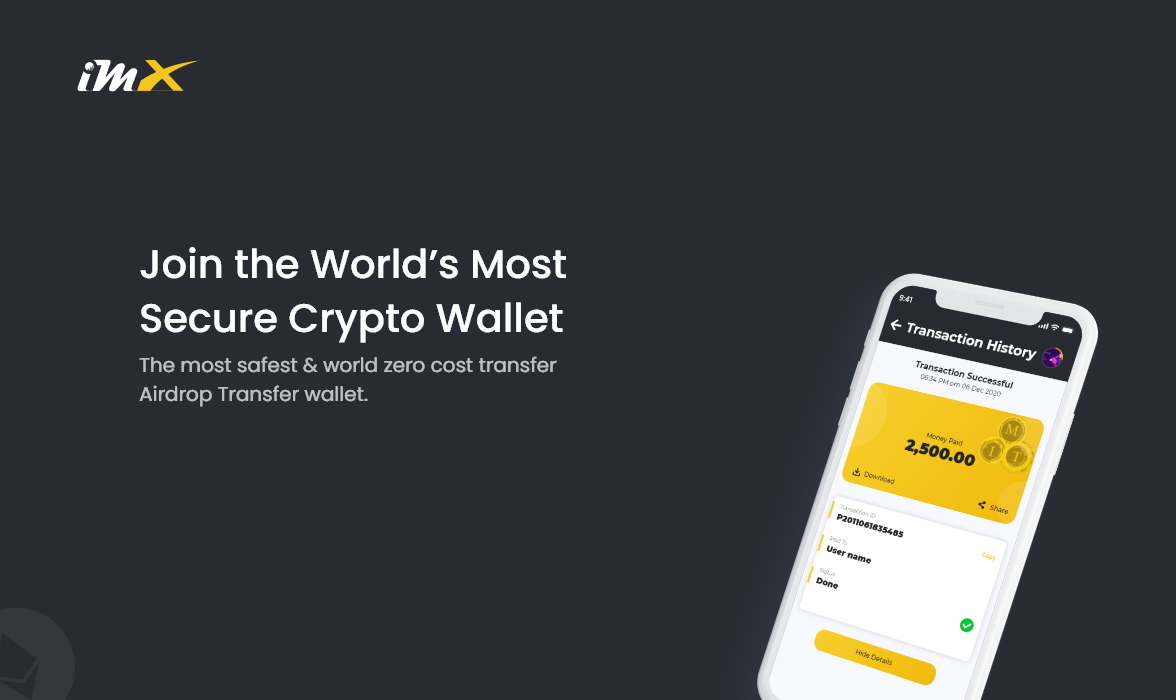 iMX
Join the World's Most
Secure Crypto Wallet
The most safest & world zero cost transfer
Airdrop Transfer wallet.
9:41
Transaction History
Transaction Successful
06:34 PM om 06 Dec 2020
Money Paid
2,500.00
M
I T
Download
Share
Transaction ID
P2011061835485
Copy
Paid To
User name
Status
Done
Hide Details